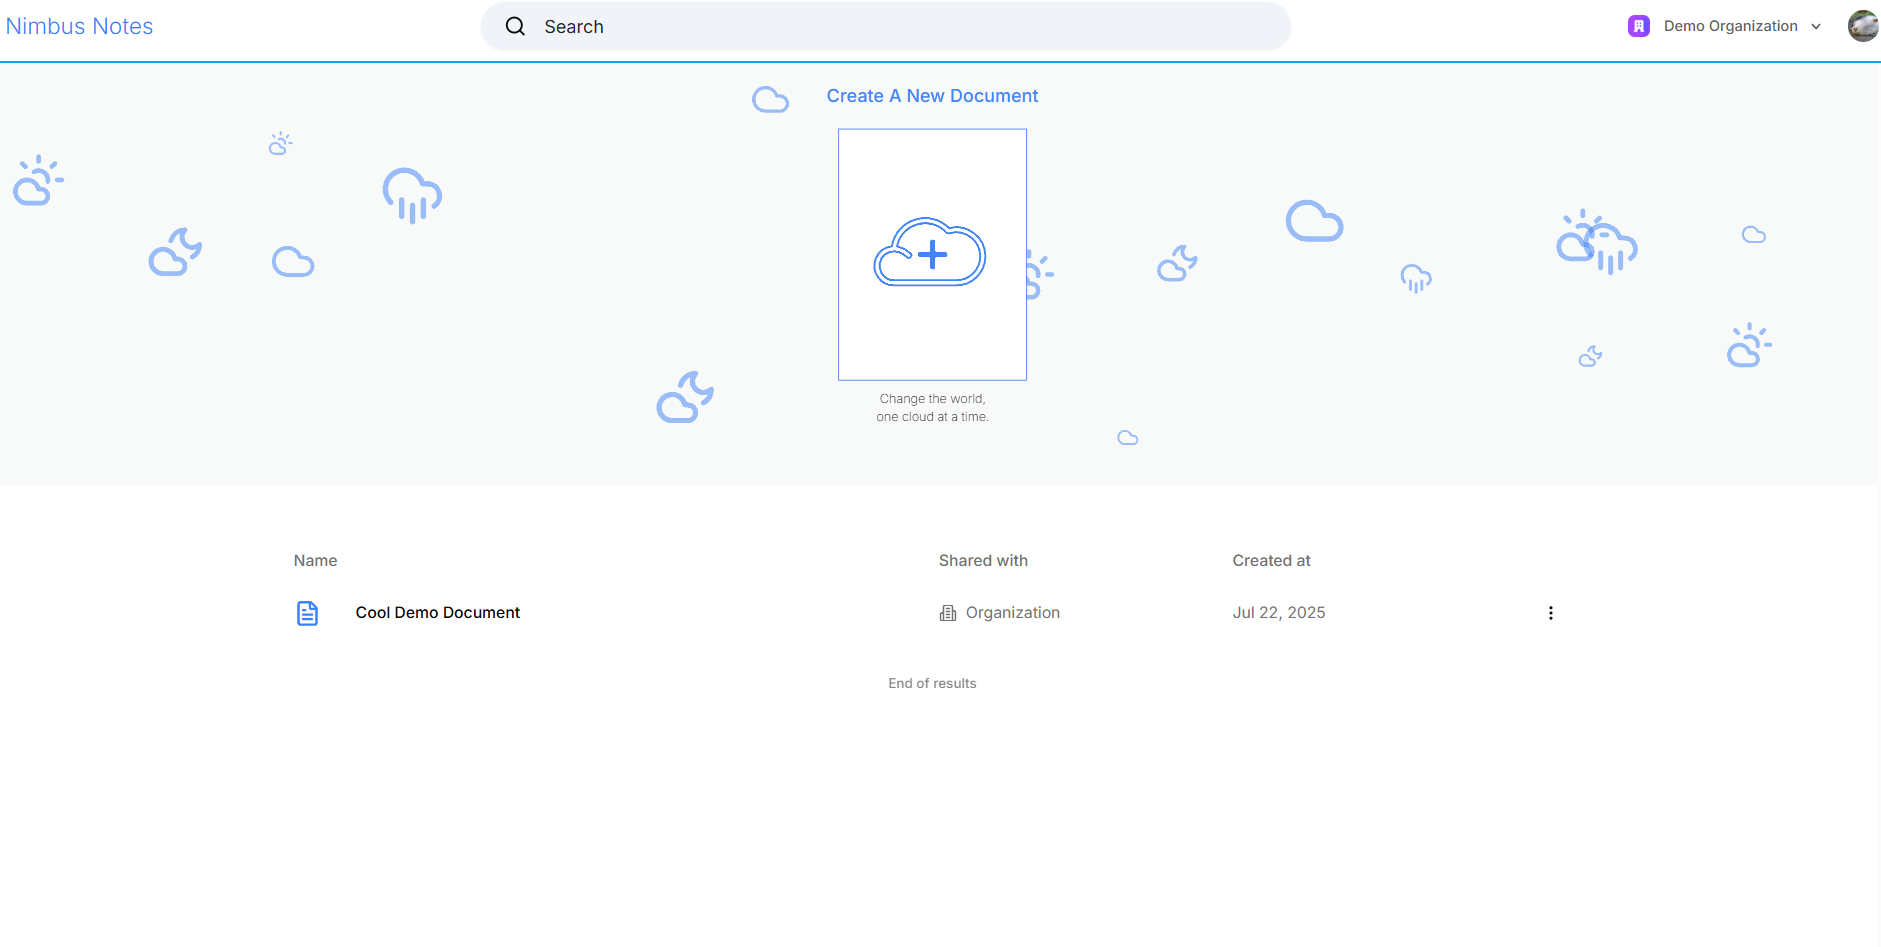 Nimbus Notes
Search
Demo Organization
Create A New Document
Change the world,
one cloud at a time.
Name Shared with Created at
Cool Demo Document Organization Jul 22, 2025
End of results